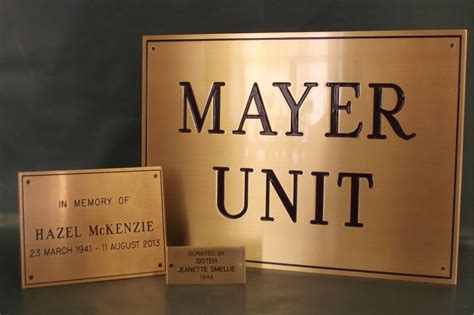 MAYER
UNIT
IN MEMORY OF
HAZEL McKENZIE
23 MARCH 1941 - 11 AUGUST 2013
DONATED BY
SISTER
JEANETTE SMELLIE
1944